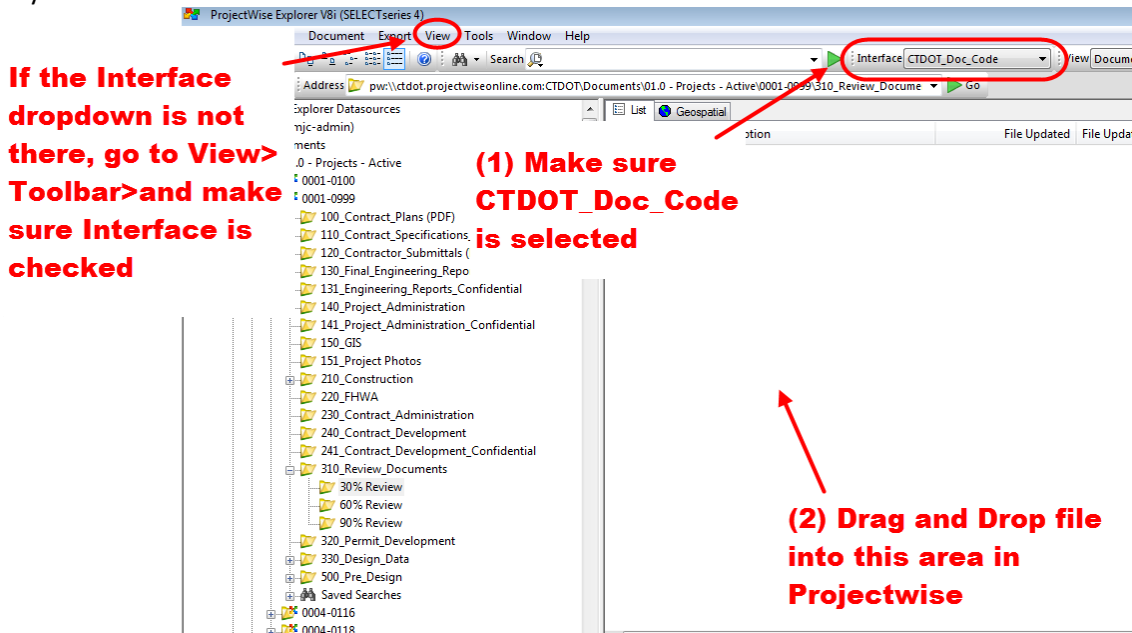 ProjectWise Explorer V8i (SELECTseries 4)
Document Export View Tools Window Help
Search Interface CTDOT_Doc_Code View Docume
Address pw:\\ctdot.projectwiseonline.com:CTDOT\Documents\01.0 - Projects - Active\0001-0999\310_Review_Docume Go
If the Interface
dropdown is not
there, go to View>
Toolbar>and make
sure Interface is
checked
Explorer Datasources
mjc-admin)
ments
.0 - Projects - Active
0001-0100
0001-0999
100_Contract_Plans (PDF)
110_Contract_Specifications_
120_Contractor_Submittals (
130_Final_Engineering_Repo
131_Engineering_Reports_Confidential
140_Project_Administration
141_Project_Administration_Confidential
150_GIS
151_Project Photos
210_Construction
220_FHWA
230_Contract_Administration
240_Contract_Development
241_Contract_Development_Confidential
310_Review_Documents
30% Review
60% Review
90% Review
320_Permit_Development
330_Design_Data
500_Pre_Design
Saved Searches
0004-0116
0004-0118
List Geospatial
ption File Updated File Upda
(1) Make sure
CTDOT_Doc_Code
is selected
(2) Drag and Drop file
into this area in
Projectwise